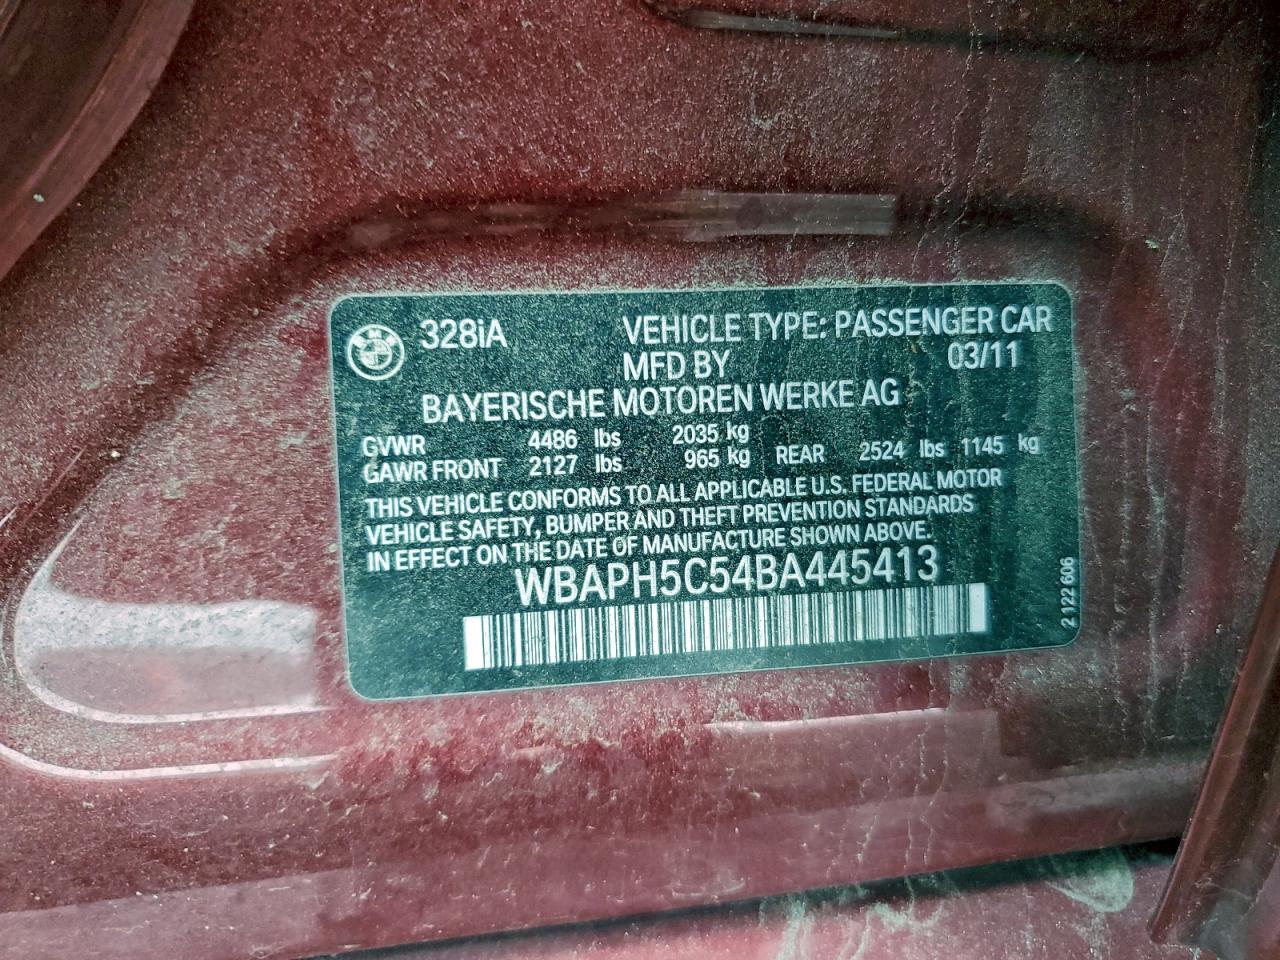 328iA VEHICLE TYPE: PASSENGER CAR
MFD BY 03/11
BAYERISCHE MOTOREN WERKE AG
GVWR 4486 lbs 2035 kg
GAWR FRONT 2127 lbs 965 kg REAR 2524 lbs 1145 kg
THIS VEHICLE CONFORMS TO ALL APPLICABLE U.S. FEDERAL MOTOR
VEHICLE SAFETY, BUMPER AND THEFT PREVENTION STANDARDS
IN EFFECT ON THE DATE OF MANUFACTURE SHOWN ABOVE.
WBAPH5C54BA445413
2 122 606